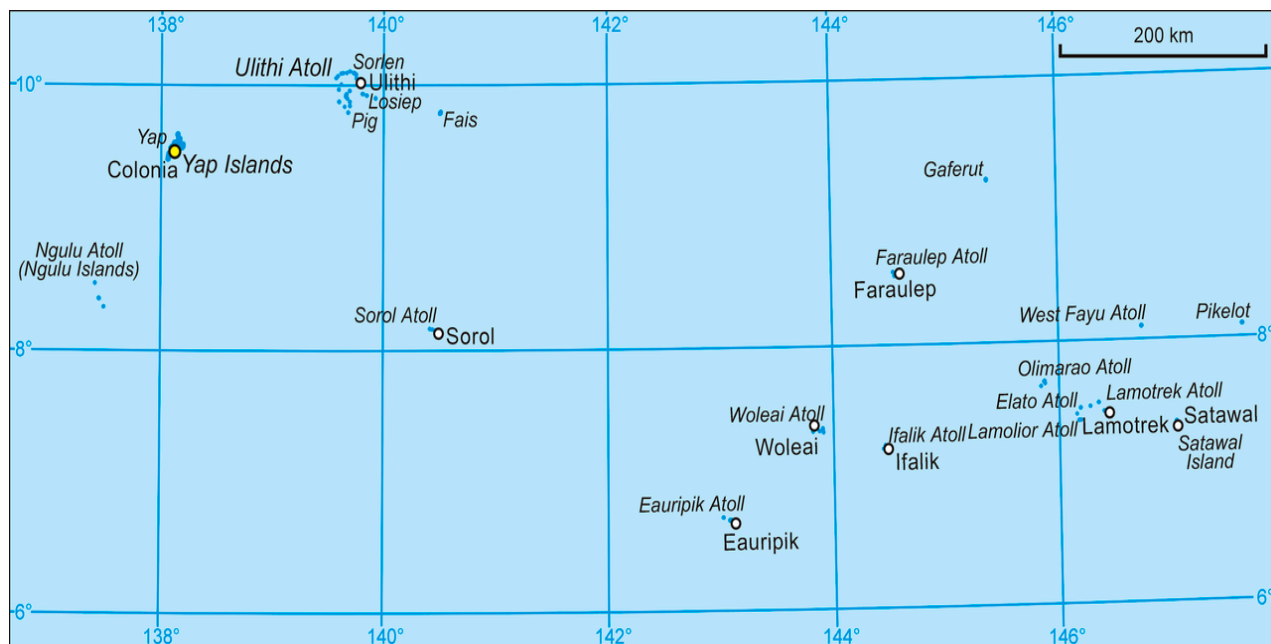 138°
140°
142°
144°
146°
200 km
10°
Ulithi Atoll
Sorlen
Ulithi
Losiep
Pig
Fais
Yap
Colonia
Yap Islands
Gaferut
Ngulu Atoll
(Ngulu Islands)
Faraulep Atoll
Faraulep
Sorol Atoll
Sorol
West Fayu Atoll
Pikelot
8°
8°
Olimarao Atoll
Elato Atoll
Lamotrek Atoll
Woleai Atoll
Woleai
Ifalik Atoll
Ifalik
Lamolior Atoll
Lamotrek
Satawal
Satawal
Island
Eauripik Atoll
Eauripik
6°
6°
138°
140°
142°
144°
146°